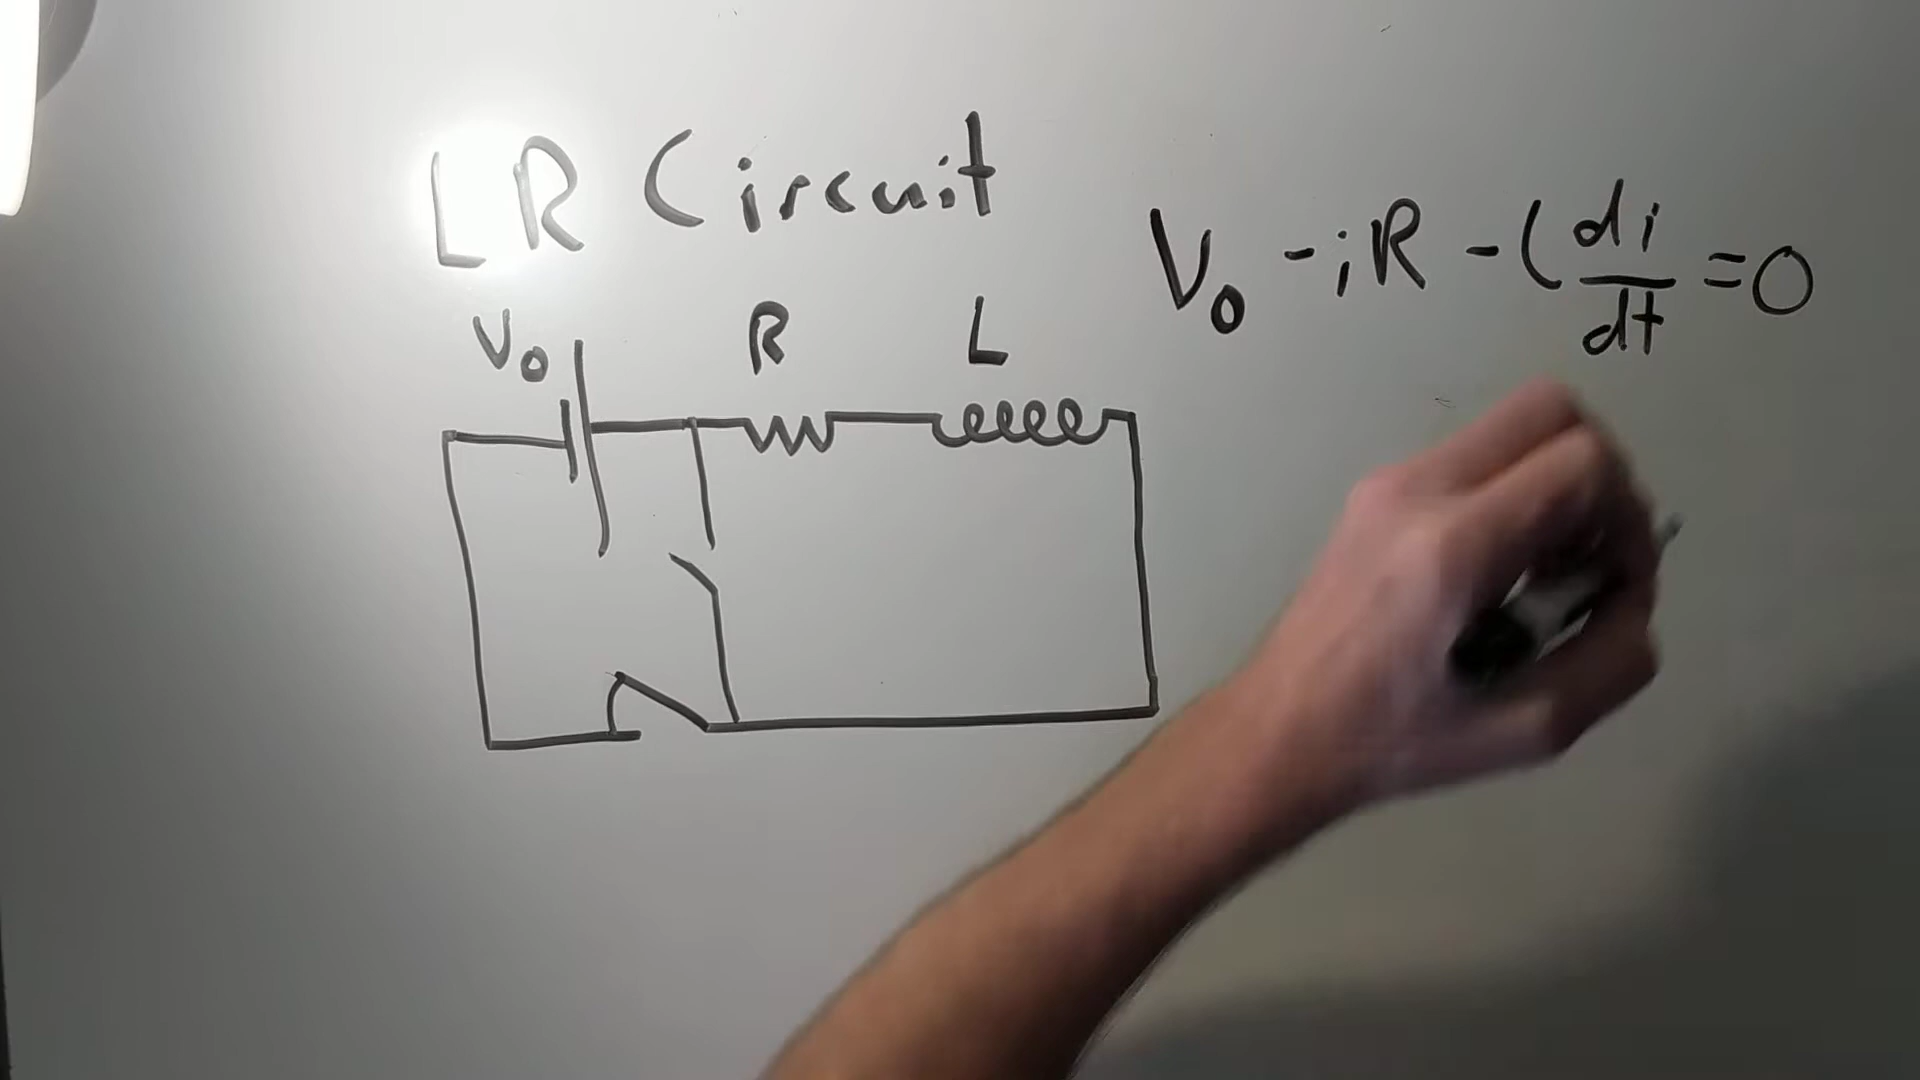 LR Circuit
V₀ - iR - L di/dt = 0
V₀ R L